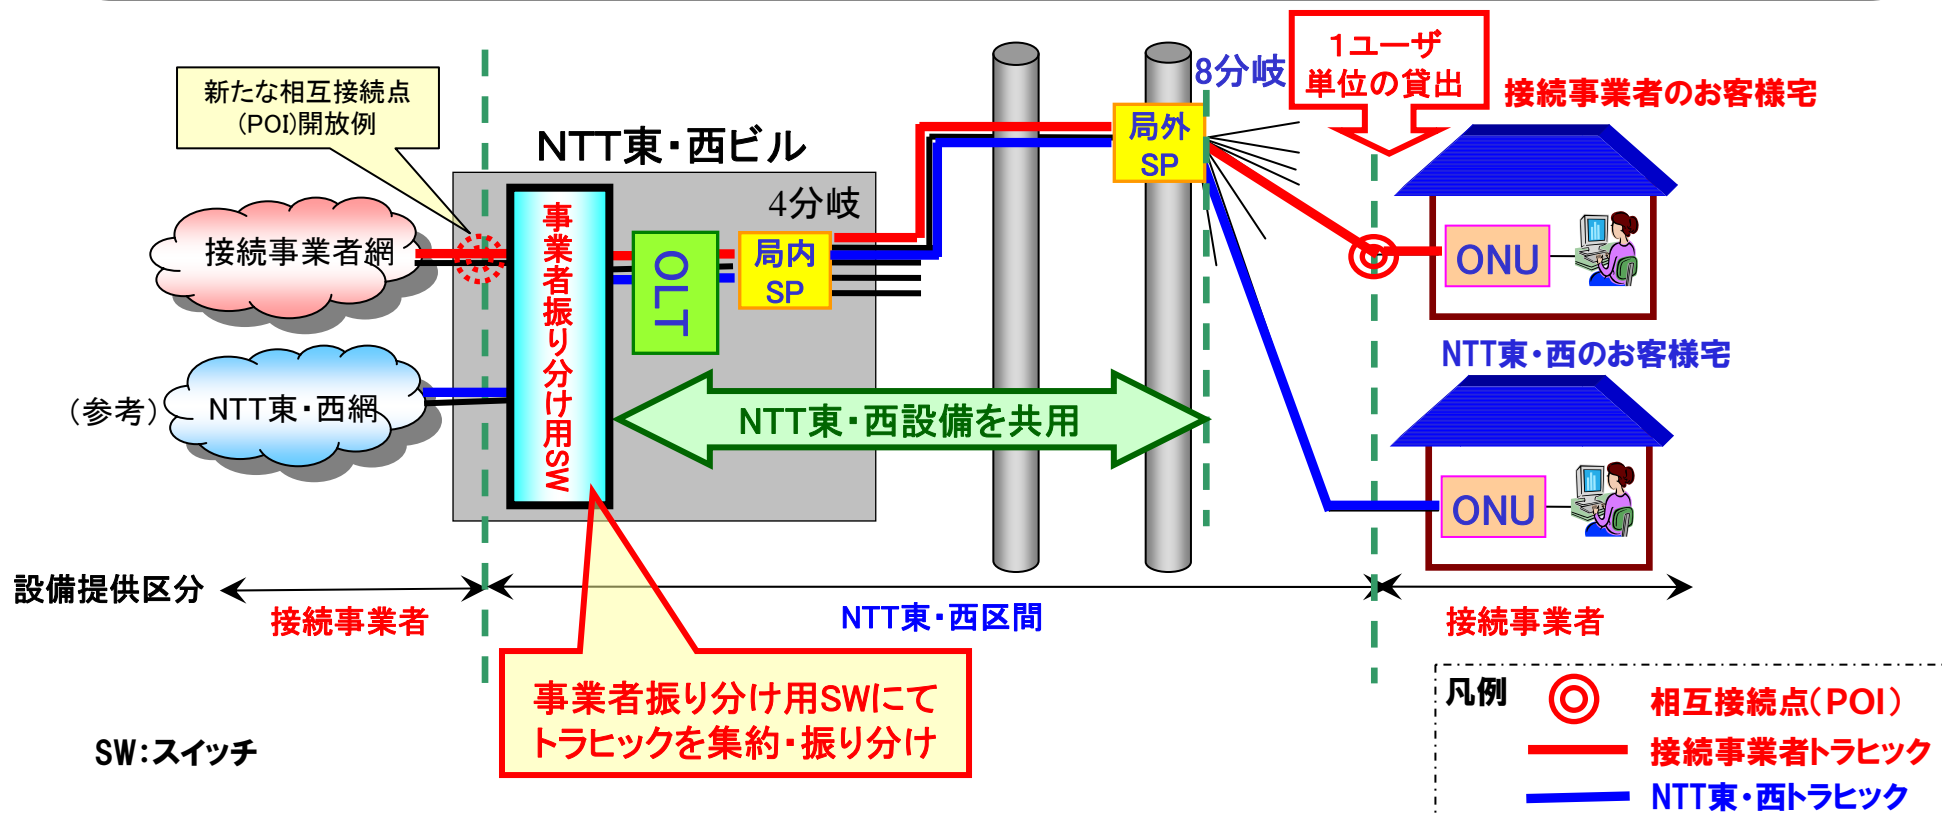 新たな相互接続点
(POI)開放例
NTT東・西ビル
4分岐
8分岐
1ユーザ
単位の貸出
接続事業者のお客様宅
局外
SP
接続事業者網
事業者振り分け用SW
OLT
局内
SP
ONU
NTT東・西のお客様宅
(参考)
NTT東・西網
NTT東・西設備を共用
ONU
設備提供区分
接続事業者
NTT東・西区間
接続事業者
事業者振り分け用SWにて
トラヒックを集約・振り分け
SW:スイッチ
凡例
相互接続点(POI)
接続事業者トラヒック
NTT東・西トラヒック